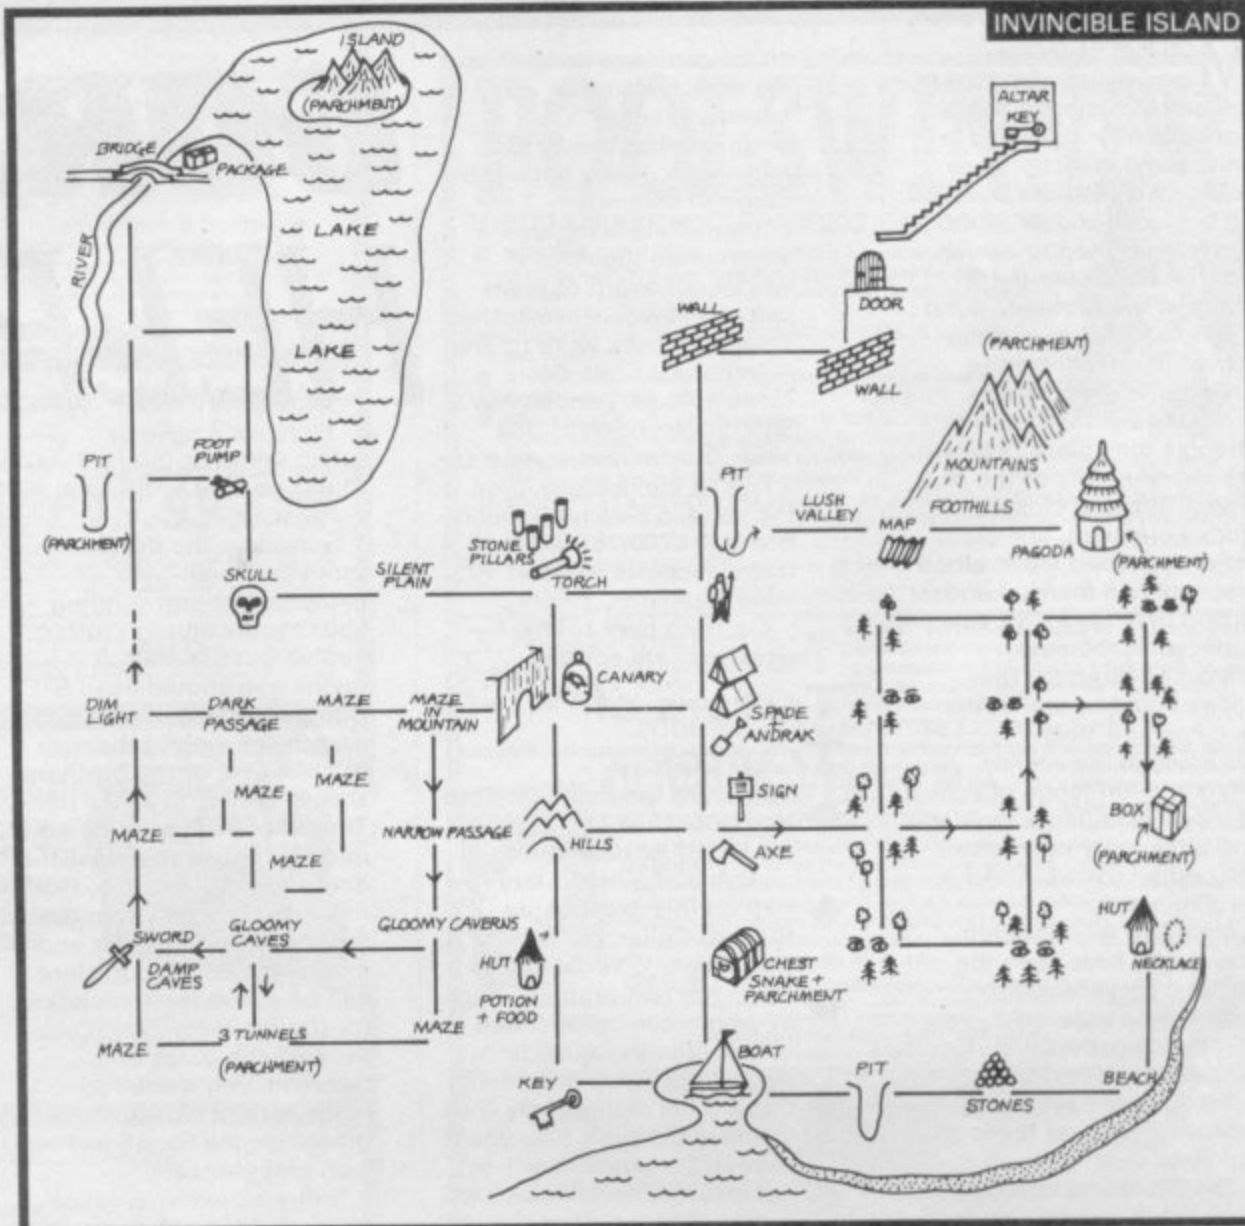 INVINCIBLE ISLAND
ISLAND
(PARCHMENT)
ALTAR
KEY
BRIDGE
PACKAGE
RIVER
LAKE
LAKE
DOOR
WALL
WALL
(PARCHMENT)
MOUNTAINS
FOOTHILLS
PIT
FOOT
PUMP
(PARCHMENT)
PIT
LUSH
VALLEY
MAP
PAGODA
(PARCHMENT)
STONE
PILLARS
TORCH
SKULL
SILENT
PLAIN
CANARY
SPADE
+
ANDRAK
DIM
LIGHT
DARK
PASSAGE
MAZE
MAZE
IN
MOUNTAIN
MAZE
MAZE
SIGN
MAZE
NARROW PASSAGE
HILLS
BOX
(PARCHMENT)
MAZE
AXE
GLOOMY
CAVES
GLOOMY CAVERNS
SWORD
DAMP
CAVES
HUT
POTION
+ FOOD
CHEST
SNAKE +
PARCHMENT
HUT
NECKLACE
MAZE
3 TUNNELS
(PARCHMENT)
MAZE
BOAT
KEY
PIT
STONES
BEACH